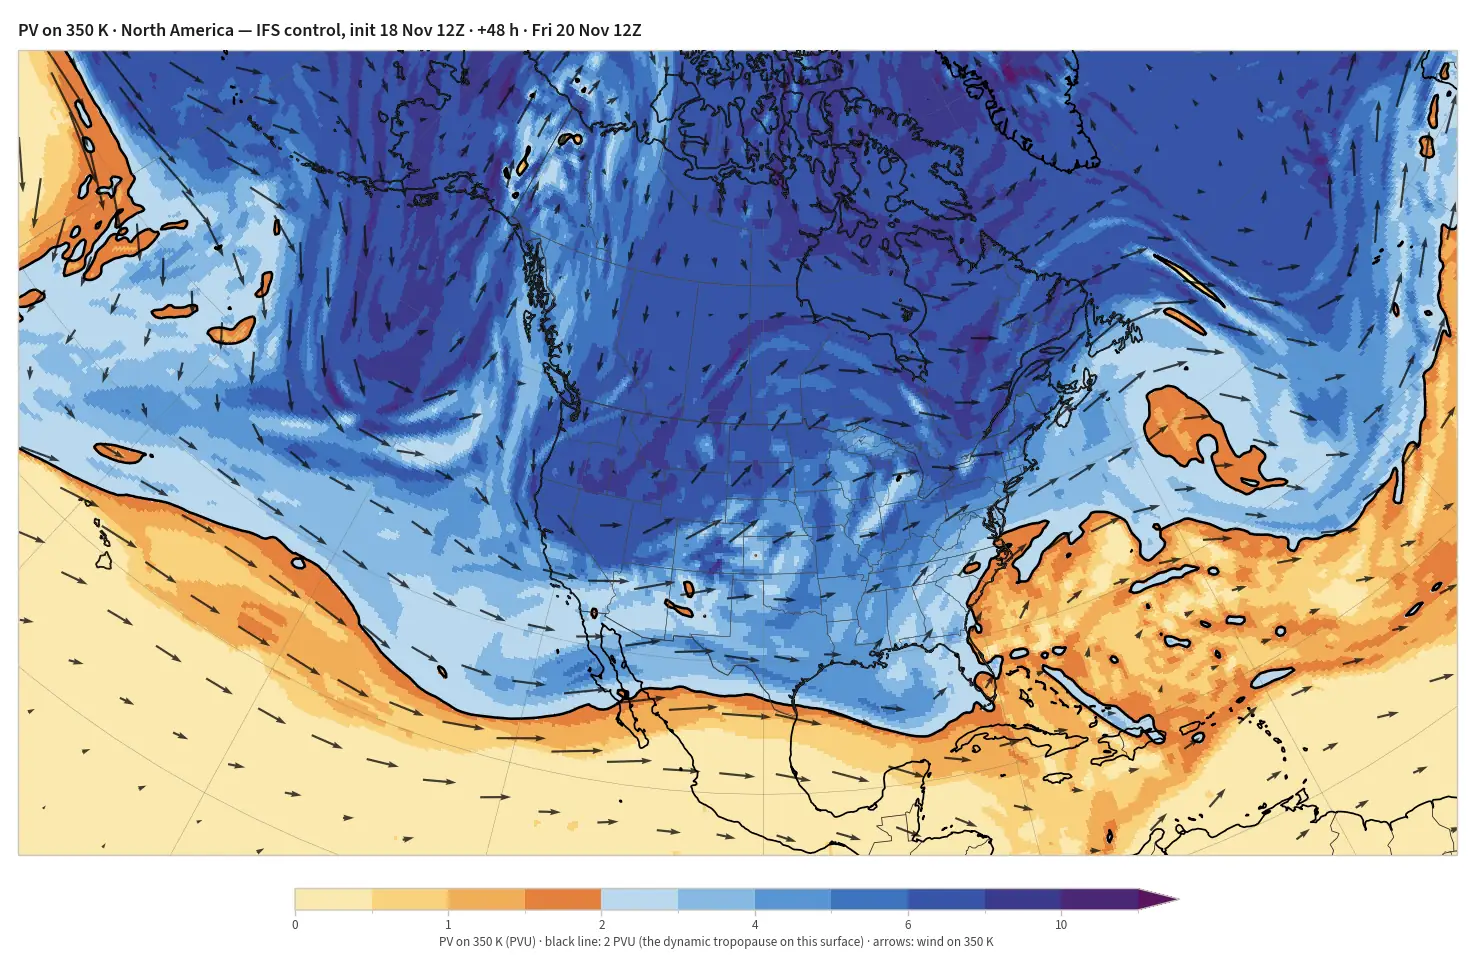 PV on 350 K · North America — IFS control, init 18 Nov 12Z · +48 h · Fri 20 Nov 12Z
0 1 2 4 6 10
PV on 350 K (PVU) · black line: 2 PVU (the dynamic tropopause on this surface) · arrows: wind on 350 K